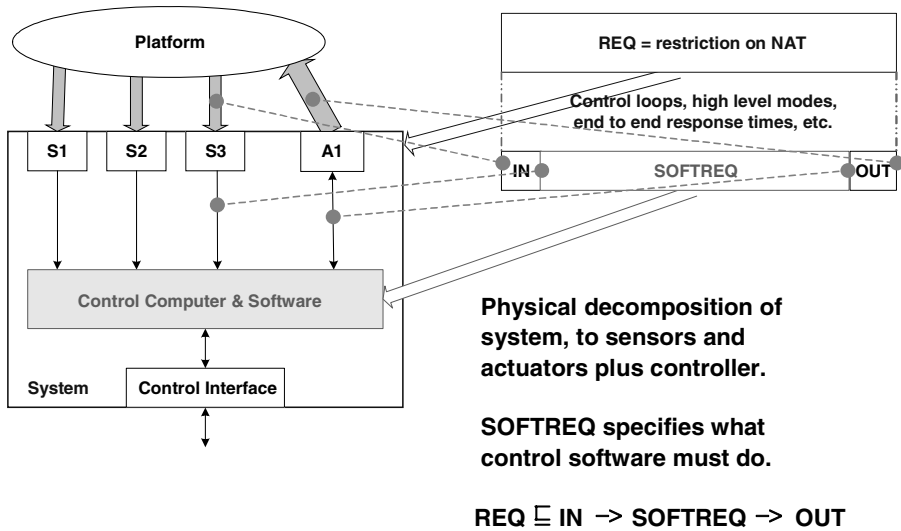 Platform
REQ = restriction on NAT
Control loops, high level modes,
end to end response times, etc.
S1 S2 S3 A1
IN SOFTREQ OUT
Control Computer & Software
System
Control Interface
Physical decomposition of
system, to sensors and
actuators plus controller.
SOFTREQ specifies what
control software must do.
REQ ⊑ IN –> SOFTREQ –> OUT